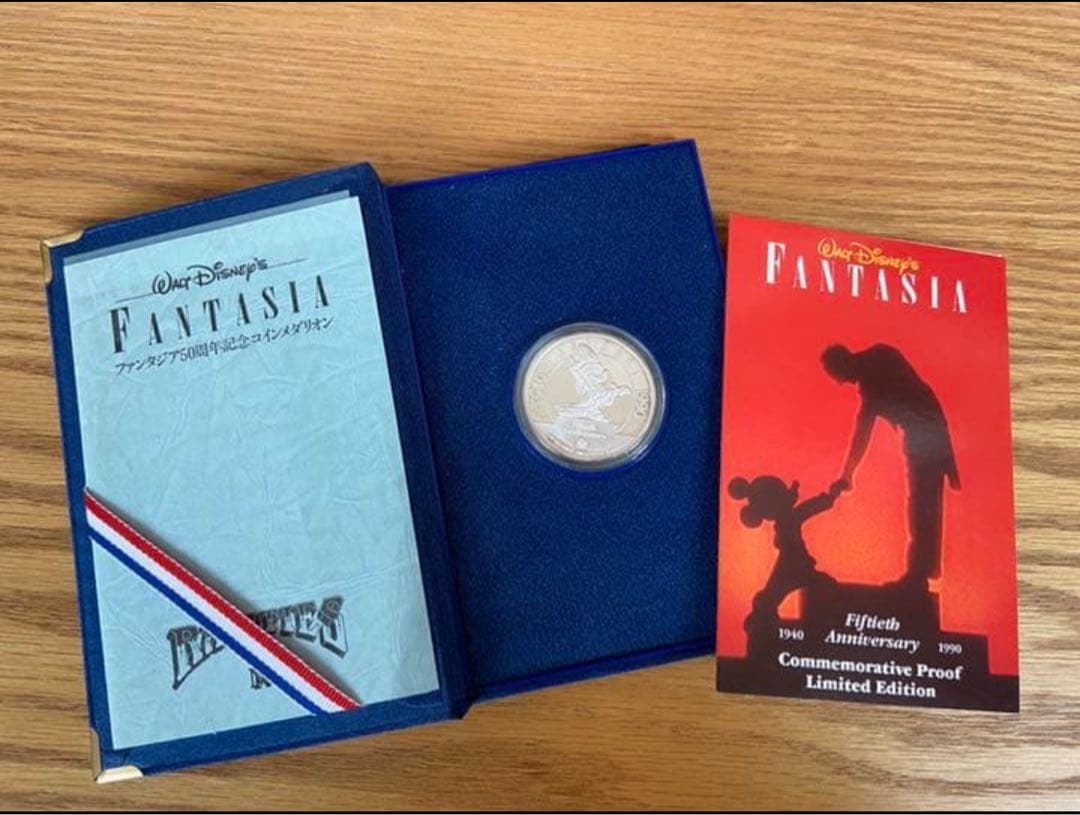 Walt Disney's
FANTASIA
ファンタジア50周年記念コインメダリオン
1990
Walt Disney's
FANTASIA
1940
Fiftieth
Anniversary
1990
Commemorative Proof
Limited Edition